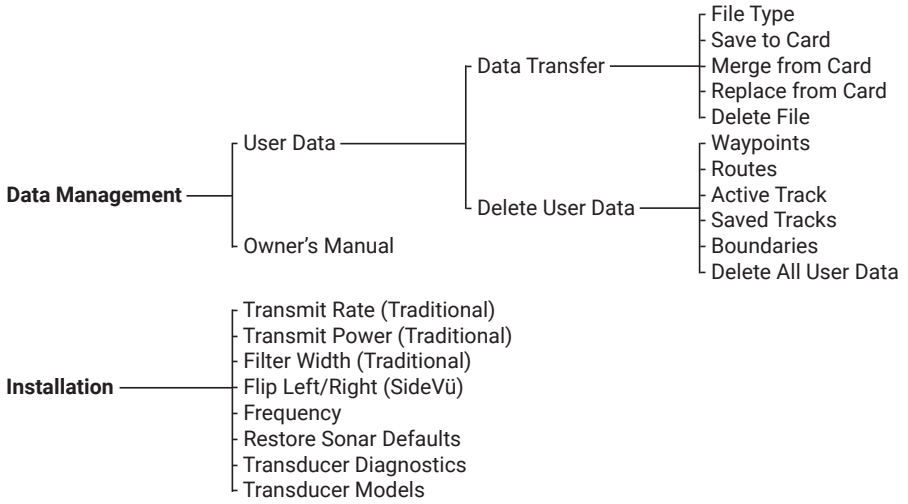 File Type
Save to Card
Data Transfer
Merge from Card
Replace from Card
Delete File
User Data
Waypoints
Routes
Data Management
Active Track
Delete User Data
Saved Tracks
Owner's Manual
Boundaries
Delete All User Data
Transmit Rate (Traditional)
Transmit Power (Traditional)
Filter Width (Traditional)
Installation
Flip Left/Right (SideVü)
Frequency
Restore Sonar Defaults
Transducer Diagnostics
Transducer Models